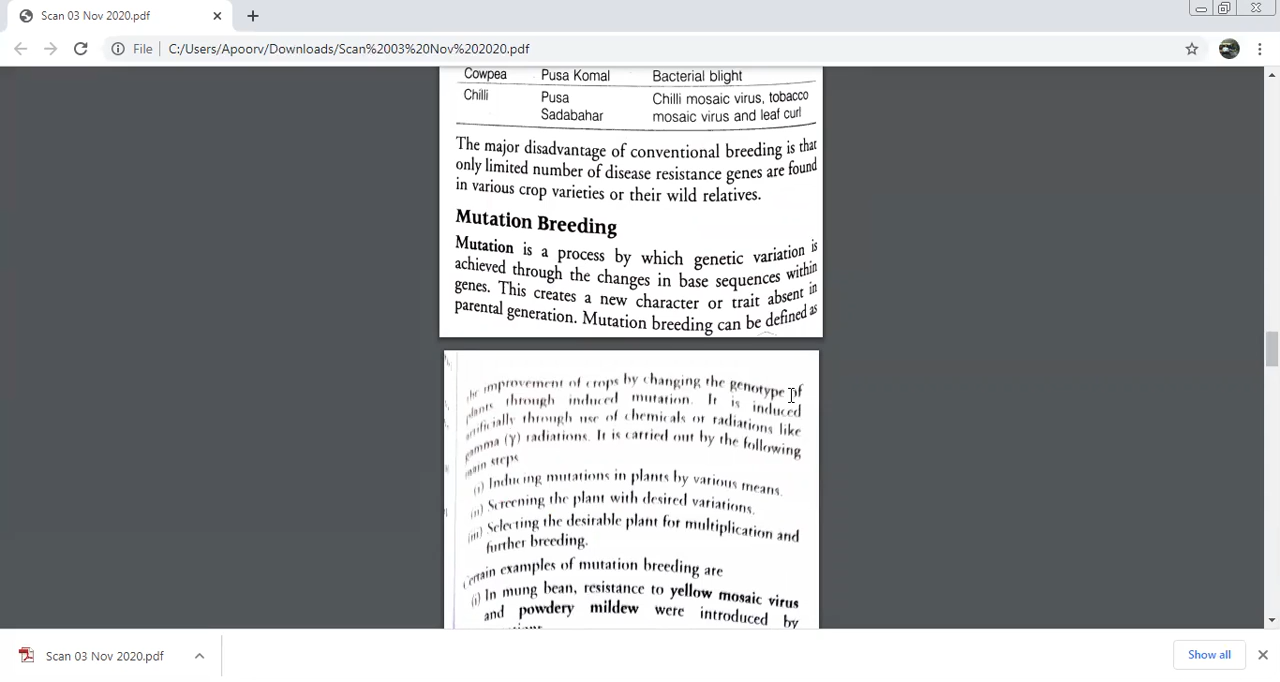 Scan 03 Nov 2020.pdf
File
C:/Users/Apoorv/Downloads/Scan%2003%20Nov%202020.pdf
Cowpea Pusa Komal Bacterial blight
Chilli Pusa Chilli mosaic virus, tobacco
Sadabahar mosaic virus and leaf curl
The major disadvantage of conventional breeding is that
only limited number of disease resistance genes are found
in various crop varieties or their wild relatives.
Mutation Breeding
Mutation is a process by which genetic variation is
achieved through the changes in base sequences within
genes. This creates a new character or trait absent in
parental generation. Mutation breeding can be defined as
the improvement of crops by changing the genotype of
plants through induced mutation. It is induced
artificially through use of chemicals or radiations like
gamma (γ) radiations. It is carried out by the following
main steps
(i) Inducing mutations in plants by various means.
(ii) Screening the plant with desired variations.
(iii) Selecting the desirable plant for multiplication and
further breeding.
Certain examples of mutation breeding are
(i) In mung bean, resistance to yellow mosaic virus
and powdery mildew were introduced by
Scan 03 Nov 2020.pdf
Show all